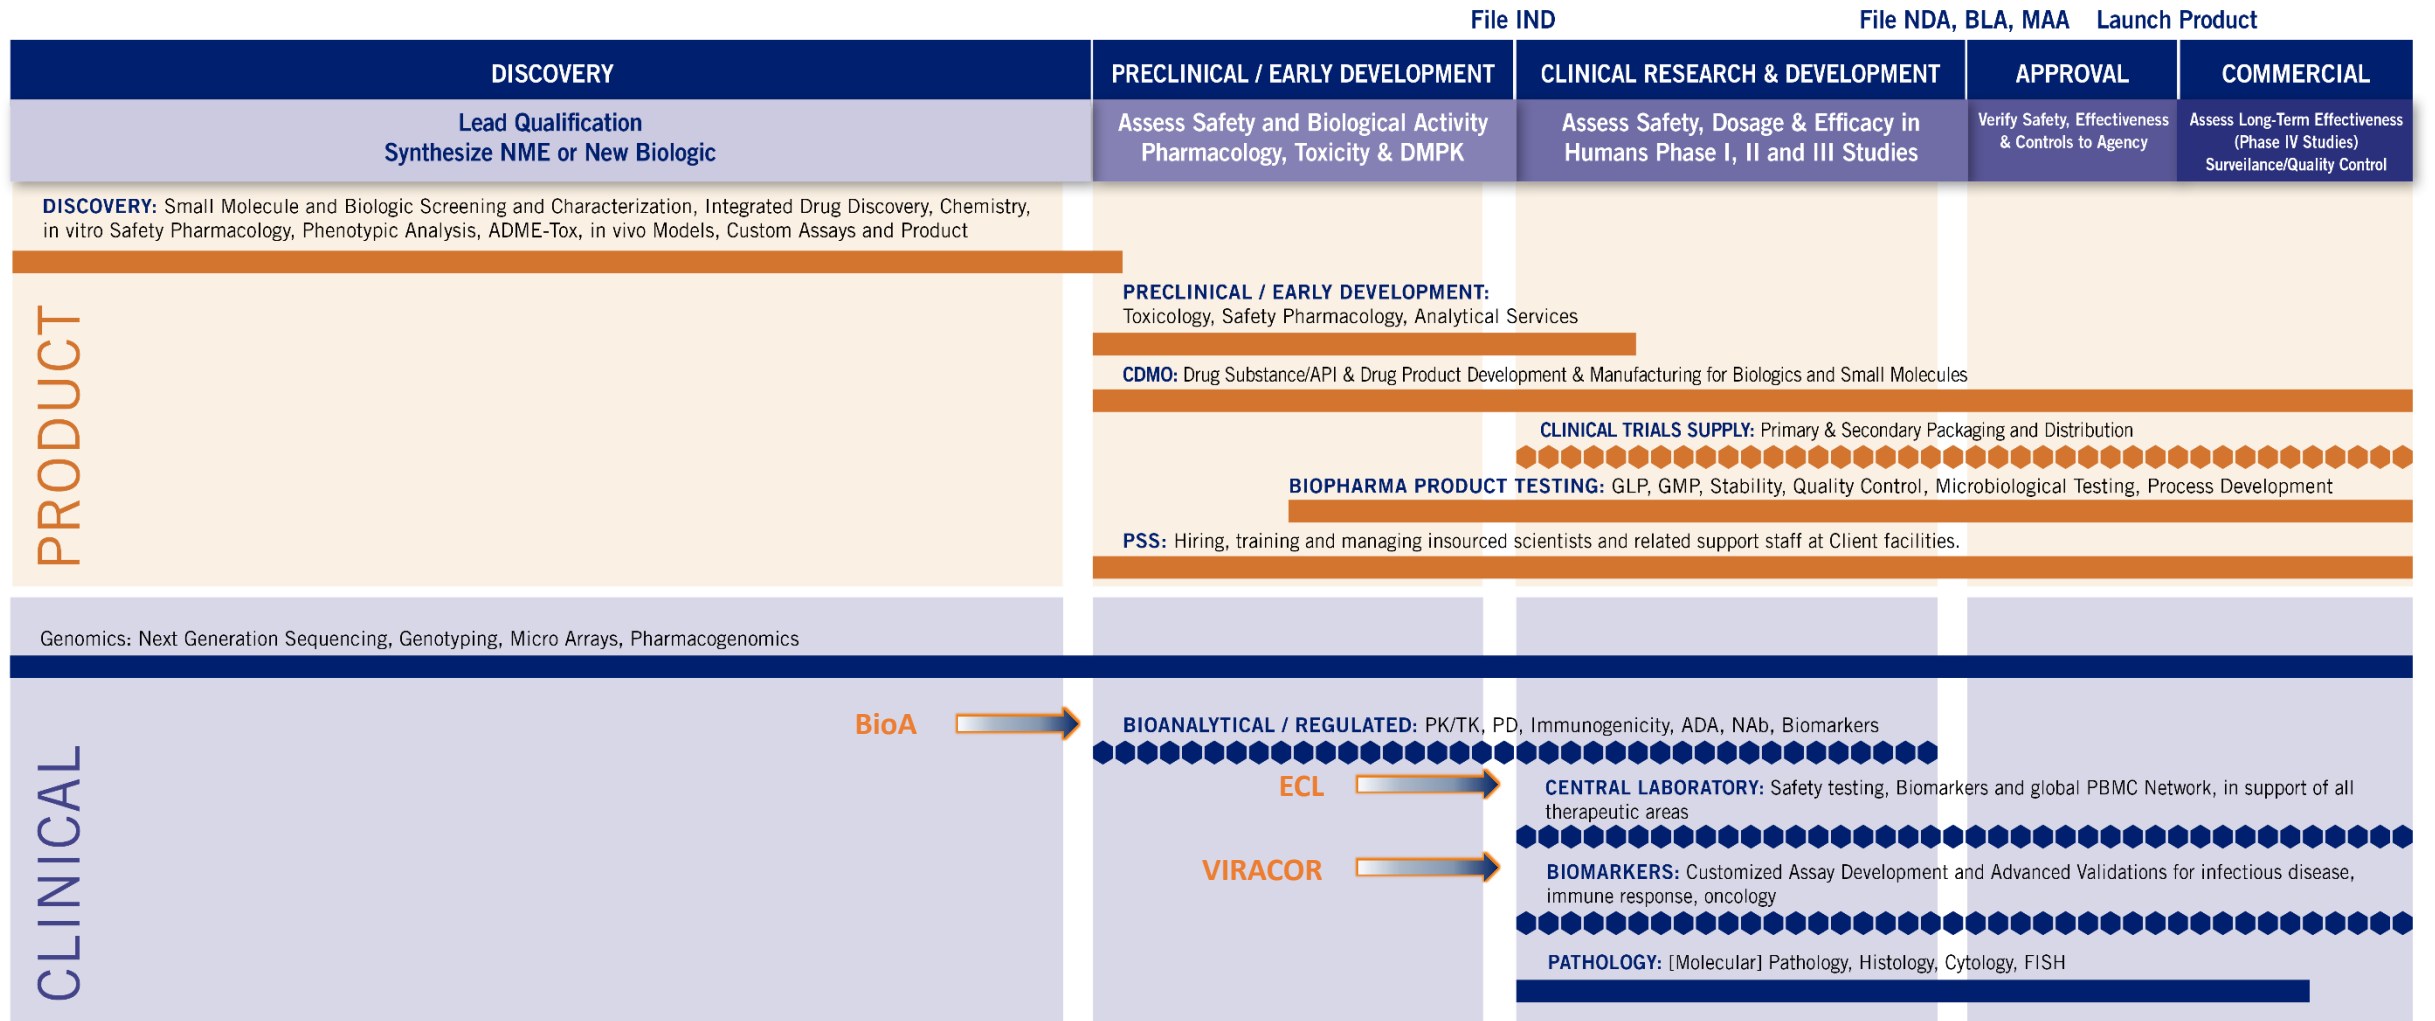 File IND
File NDA, BLA, MAA
Launch Product
DISCOVERY
PRECLINICAL / EARLY DEVELOPMENT
CLINICAL RESEARCH & DEVELOPMENT
APPROVAL
COMMERCIAL
Lead Qualification
Synthesize NME or New Biologic
Assess Safety and Biological Activity
Pharmacology, Toxicity & DMPK
Assess Safety, Dosage & Efficacy in
Humans Phase I, II and III Studies
Verify Safety, Effectiveness
& Controls to Agency
Assess Long-Term Effectiveness
(Phase IV Studies)
Surveilance/Quality Control
PRODUCT
DISCOVERY: Small Molecule and Biologic Screening and Characterization, Integrated Drug Discovery, Chemistry,
in vitro Safety Pharmacology, Phenotypic Analysis, ADME-Tox, in vivo Models, Custom Assays and Product
PRECLINICAL / EARLY DEVELOPMENT:
Toxicology, Safety Pharmacology, Analytical Services
CDMO: Drug Substance/API & Drug Product Development & Manufacturing for Biologics and Small Molecules
CLINICAL TRIALS SUPPLY: Primary & Secondary Packaging and Distribution
BIOPHARMA PRODUCT TESTING: GLP, GMP, Stability, Quality Control, Microbiological Testing, Process Development
PSS: Hiring, training and managing insourced scientists and related support staff at Client facilities.
CLINICAL
Genomics: Next Generation Sequencing, Genotyping, Micro Arrays, Pharmacogenomics
BioA
BIOANALYTICAL / REGULATED: PK/TK, PD, Immunogenicity, ADA, NAb, Biomarkers
ECL
CENTRAL LABORATORY: Safety testing, Biomarkers and global PBMC Network, in support of all
therapeutic areas
VIRACOR
BIOMARKERS: Customized Assay Development and Advanced Validations for infectious disease,
immune response, oncology
PATHOLOGY: [Molecular] Pathology, Histology, Cytology, FISH